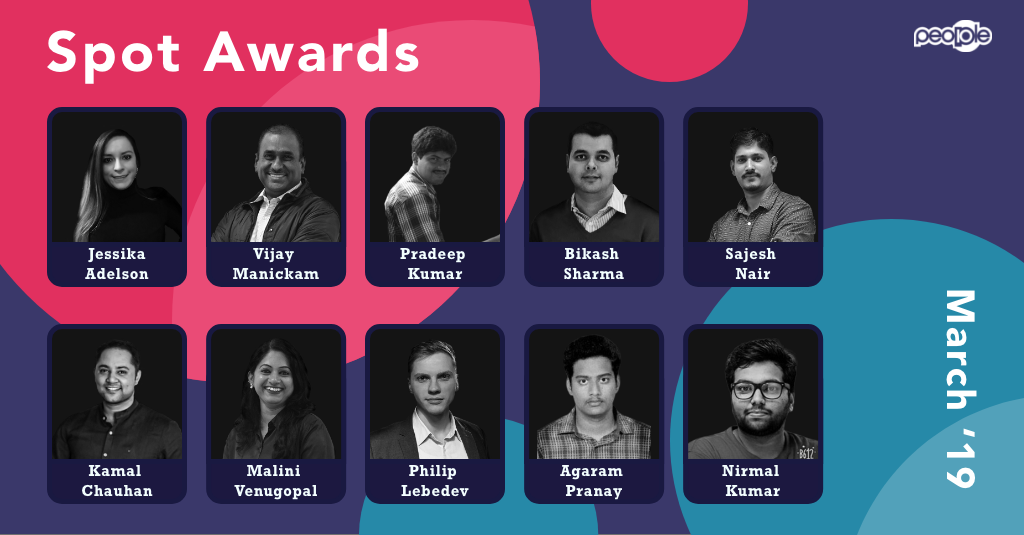 Spot Awards
people
Jessika
Adelson
Vijay
Manickam
Pradeep
Kumar
Bikash
Sharma
Sajesh
Nair
Kamal
Chauhan
Malini
Venugopal
Philip
Lebedev
Agaram
Pranay
Nirmal
Kumar
B612
March '19